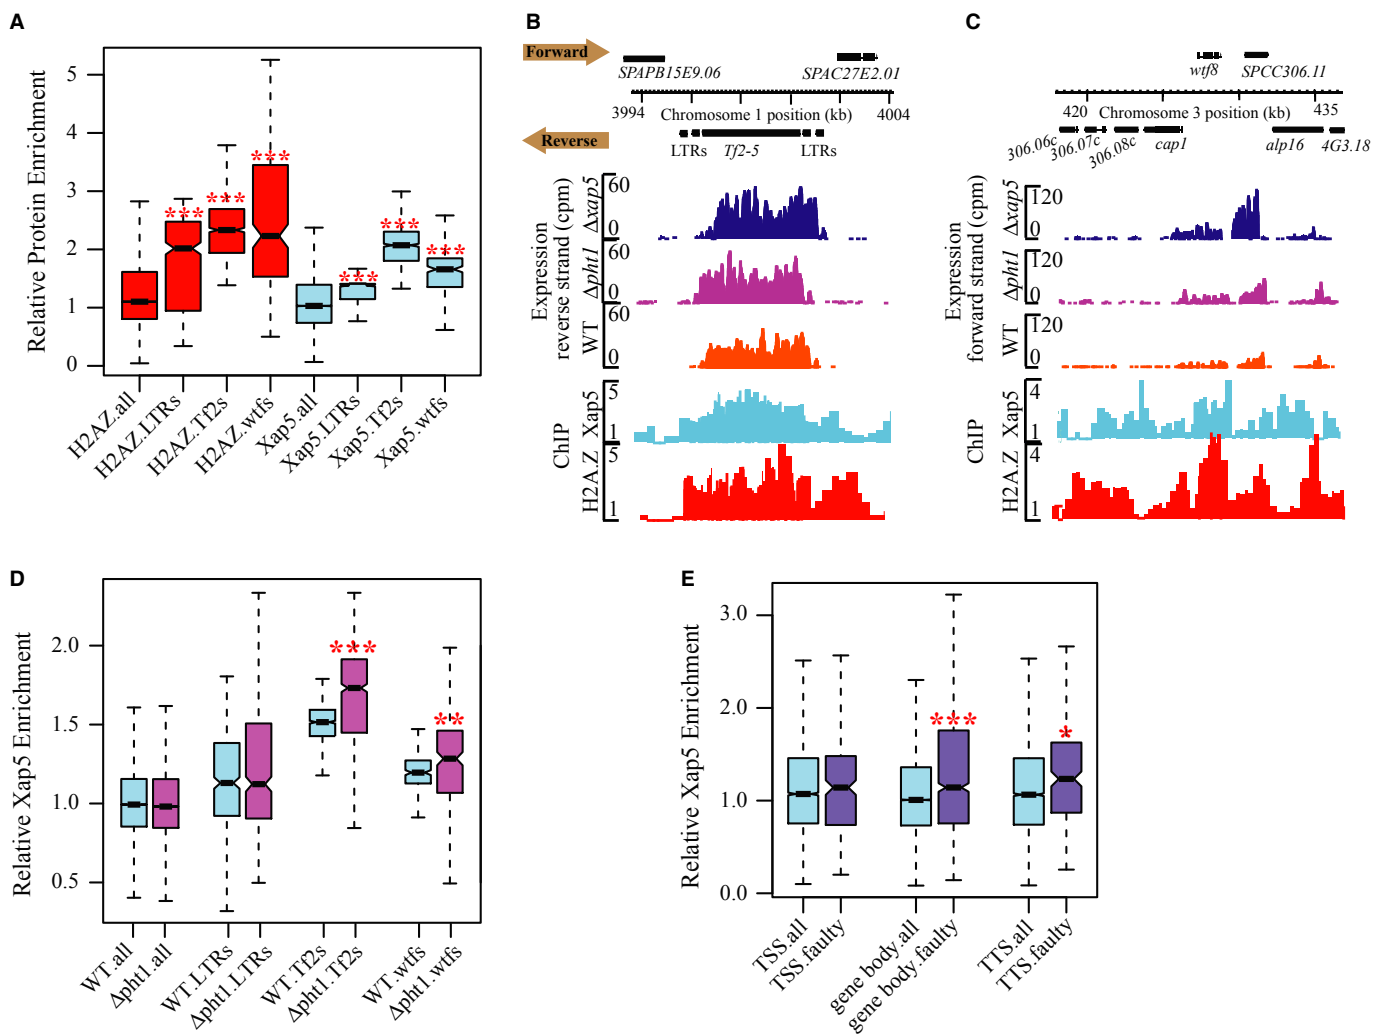 A
Relative Protein Enrichment
5
4
3
2
1
0
***
***
***
***
***
***
H2AZ.all
H2AZ.LTRs
H2AZ.Tf2s
H2AZ.wtfs
Xap5.all
Xap5.LTRs
Xap5.Tf2s
Xap5.wtfs
B
Forward
SPAPB15E9.06
SPAC27E2.01
3994
Chromosome 1 position (kb)
4004
Reverse
LTRs
Tf2-5
LTRs
Expression
reverse strand (cpm)
Δxap5
60
0
Δpht1
60
0
WT
60
0
ChIP
Xap5
5
1
H2A.Z
5
1
C
wtf8
SPCC306.11
420
Chromosome 3 position (kb)
435
306.06c
306.07c
306.08c
cap1
alp16
4G3.18
Expression
forward strand (cpm)
Δxap5
120
0
Δpht1
120
0
WT
120
0
ChIP
Xap5
4
1
H2A.Z
4
1
D
Relative Xap5 Enrichment
2.0
1.5
1.0
0.5
***
**
WT.all
Δpht1.all
WT.LTRs
Δpht1.LTRs
WT.Tf2s
Δpht1.Tf2s
WT.wtfs
Δpht1.wtfs
E
Relative Xap5 Enrichment
3.0
2.0
1.0
0.0
***
*
TSS.all
TSS.faulty
gene body.all
gene body.faulty
TTS.all
TTS.faulty